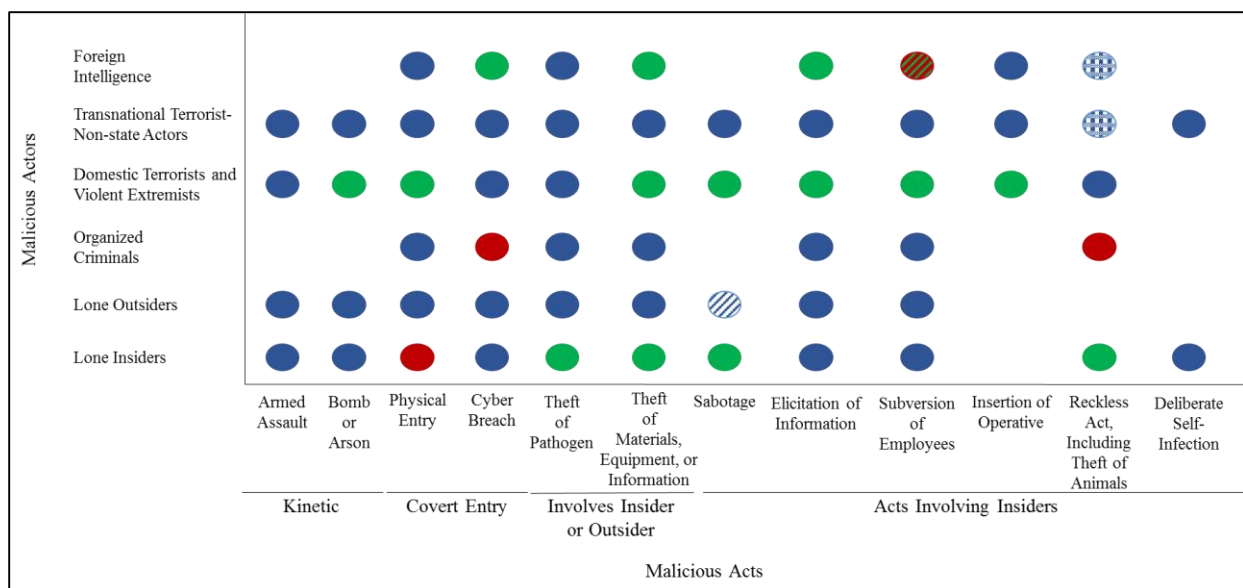 Malicious Actors
Foreign
Intelligence
Transnational Terrorist-
Non-state Actors
Domestic Terrorists and
Violent Extremists
Organized
Criminals
Lone Outsiders
Lone Insiders
Armed
Assault
Bomb
or
Arson
Physical
Entry
Cyber
Breach
Theft
of
Pathogen
Theft
of
Materials,
Equipment, or
Information
Sabotage
Elicitation of
Information
Subversion
of
Employees
Insertion of
Operative
Reckless
Act,
Including
Theft of
Animals
Deliberate
Self-
Infection
Kinetic
Covert Entry
Involves Insider
or Outsider
Acts Involving Insiders
Malicious Acts